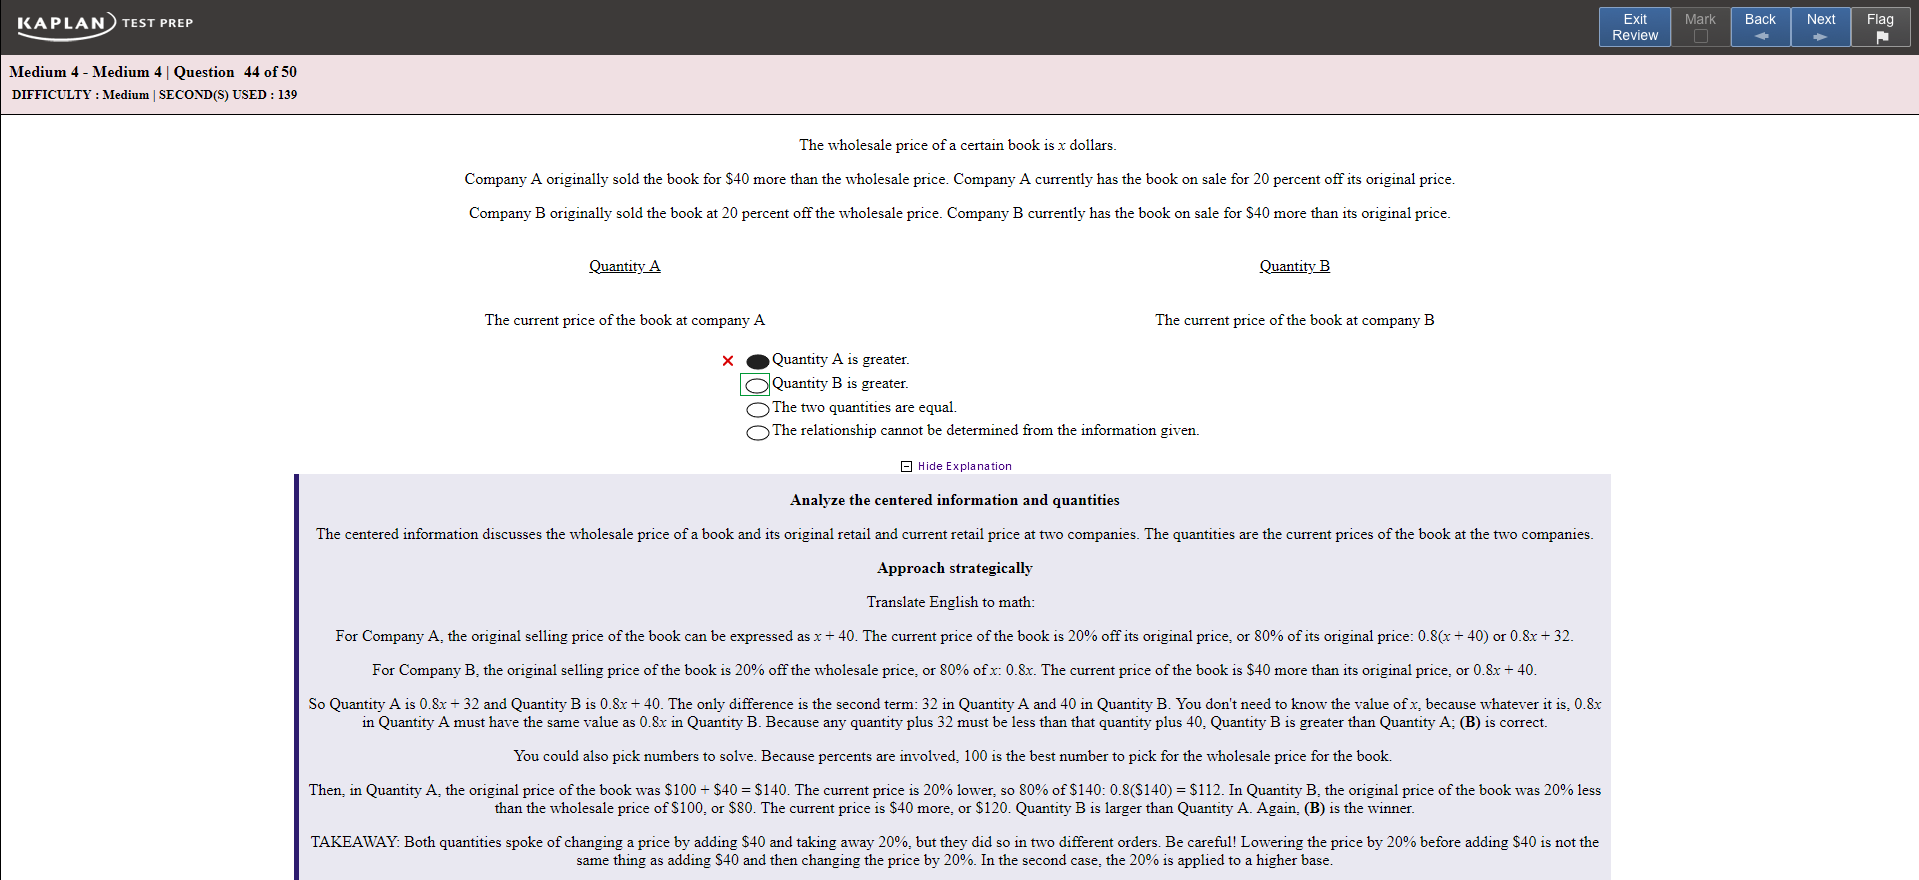 KAPLAN TEST PREP
Exit Review
Mark
Back
Next
Flag
Medium 4 - Medium 4 | Question 44 of 50
DIFFICULTY : Medium | SECOND(S) USED : 139
The wholesale price of a certain book is x dollars.
Company A originally sold the book for $40 more than the wholesale price. Company A currently has the book on sale for 20 percent off its original price.
Company B originally sold the book at 20 percent off the wholesale price. Company B currently has the book on sale for $40 more than its original price.
Quantity A
Quantity B
The current price of the book at company A
The current price of the book at company B
Quantity A is greater.
Quantity B is greater.
The two quantities are equal.
The relationship cannot be determined from the information given.
Hide Explanation
Analyze the centered information and quantities
The centered information discusses the wholesale price of a book and its original retail and current retail price at two companies. The quantities are the current prices of the book at the two companies.
Approach strategically
Translate English to math:
For Company A, the original selling price of the book can be expressed as x + 40. The current price of the book is 20% off its original price, or 80% of its original price: 0.8(x + 40) or 0.8x + 32.
For Company B, the original selling price of the book is 20% off the wholesale price, or 80% of x: 0.8x. The current price of the book is $40 more than its original price, or 0.8x + 40.
So Quantity A is 0.8x + 32 and Quantity B is 0.8x + 40. The only difference is the second term: 32 in Quantity A and 40 in Quantity B. You don't need to know the value of x, because whatever it is, 0.8x
in Quantity A must have the same value as 0.8x in Quantity B. Because any quantity plus 32 must be less than that quantity plus 40, Quantity B is greater than Quantity A; (B) is correct.
You could also pick numbers to solve. Because percents are involved, 100 is the best number to pick for the wholesale price for the book.
Then, in Quantity A, the original price of the book was $100 + $40 = $140. The current price is 20% lower, so 80% of $140: 0.8($140) = $112. In Quantity B, the original price of the book was 20% less
than the wholesale price of $100, or $80. The current price is $40 more, or $120. Quantity B is larger than Quantity A. Again, (B) is the winner.
TAKEAWAY: Both quantities spoke of changing a price by adding $40 and taking away 20%, but they did so in two different orders. Be careful! Lowering the price by 20% before adding $40 is not the
same thing as adding $40 and then changing the price by 20%. In the second case, the 20% is applied to a higher base.